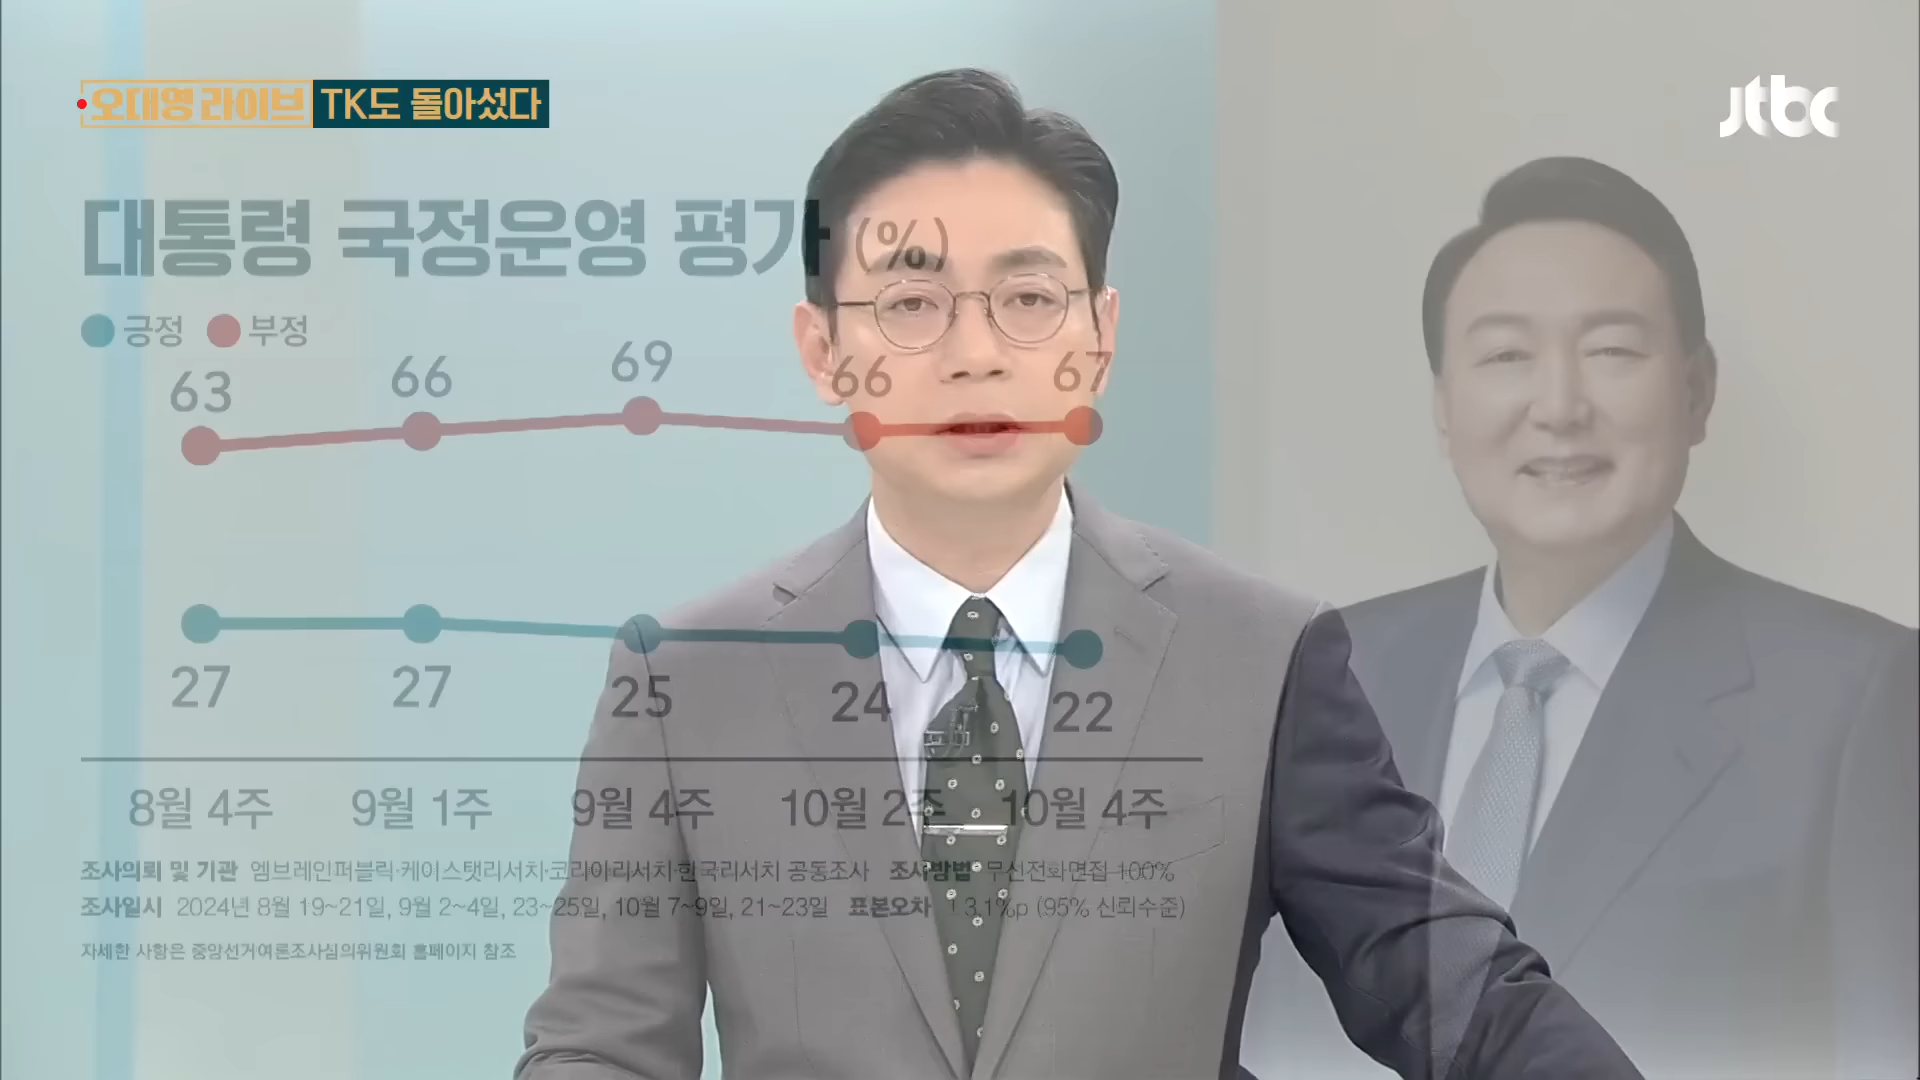 오대영 라이브 TK도 돌아섰다
jtbc
대통령 국정운영 평가 (%)
긍정 부정
63 66 69 66 67
27 27 25 24 22
8월 4주 9월 1주 9월 4주 10월 2주 10월 4주
조사의뢰 및 기관 엠브레인퍼블릭·케이스탯리서치·코리아리서치·한국리서치 공동조사 조사방법 무선전화면접 100%
조사일시 2024년 8월 19~21일, 9월 2~4일, 23~25일, 10월 7~9일, 21~23일 표본오차 ±3.1%p (95% 신뢰수준)
자세한 사항은 중앙선거여론조사심의위원회 홈페이지 참조